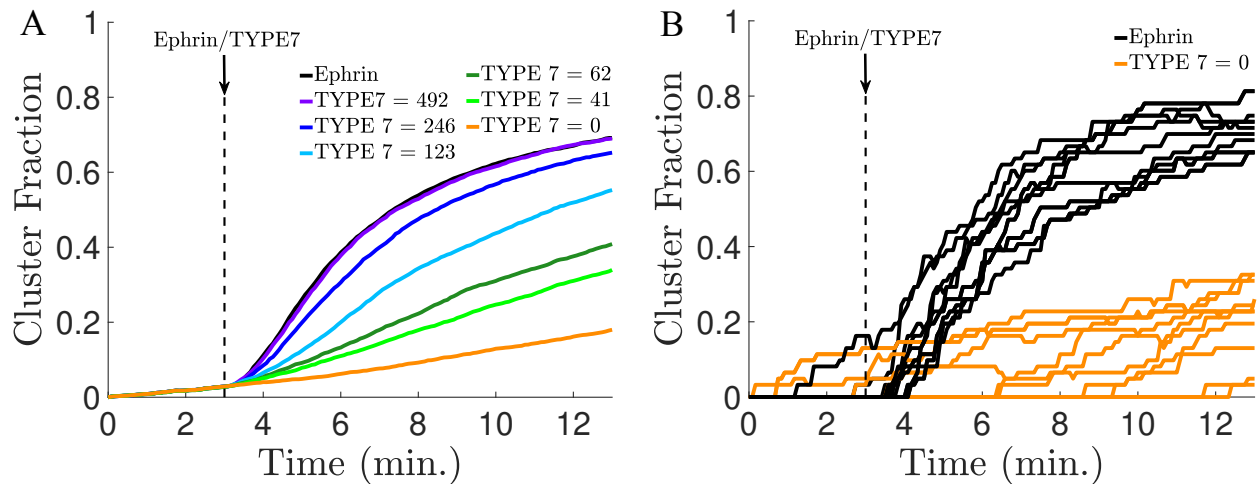 A
Ephrin/TYPE7
Ephrin
TYPE7 = 492
TYPE 7 = 246
TYPE 7 = 123
TYPE 7 = 62
TYPE 7 = 41
TYPE 7 = 0
Cluster Fraction
1
0.8
0.6
0.4
0.2
0
0 2 4 6 8 10 12
Time (min.)
B
Ephrin/TYPE7
Ephrin
TYPE 7 = 0
Cluster Fraction
1
0.8
0.6
0.4
0.2
0
0 2 4 6 8 10 12
Time (min.)